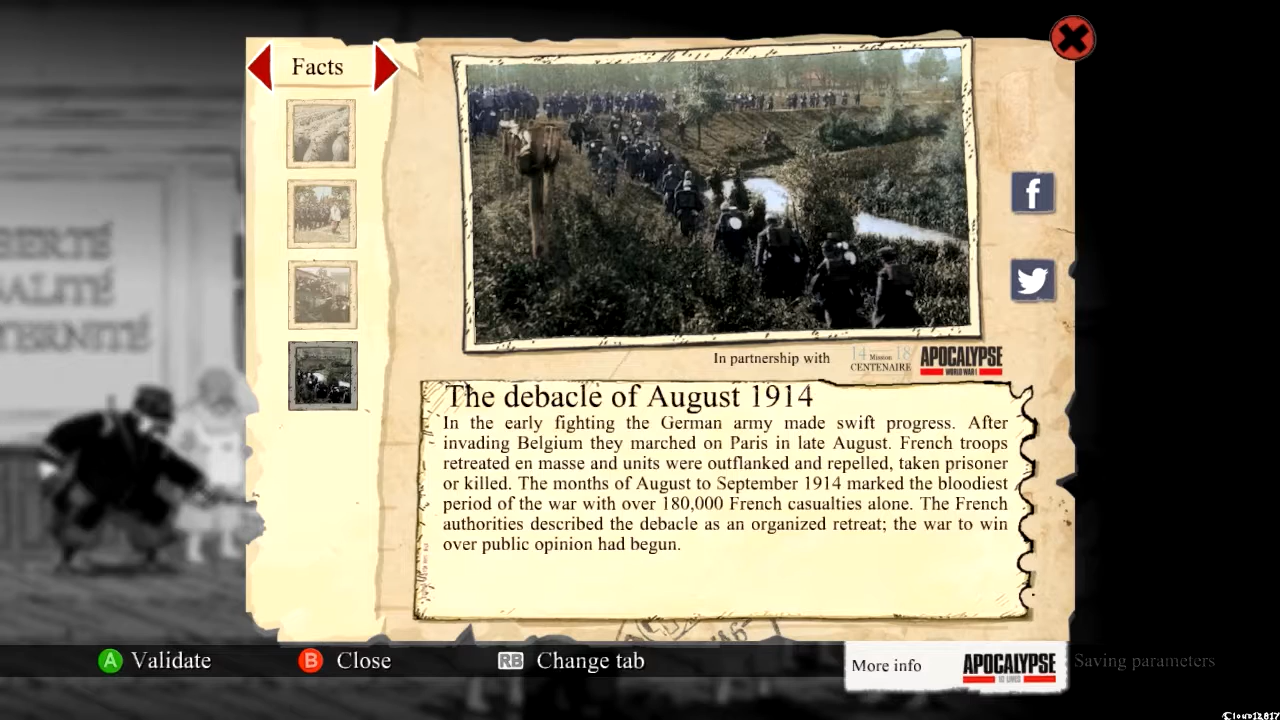 Facts
ERTÉ
ALITÉ
TERNITÉ
In partnership with
14 Mission 18
CENTENAIRE
APOCALYPSE
WORLD WAR I
The debacle of August 1914
In the early fighting the German army made swift progress. After
invading Belgium they marched on Paris in late August. French troops
retreated en masse and units were outflanked and repelled, taken prisoner
or killed. The months of August to September 1914 marked the bloodiest
period of the war with over 180,000 French casualties alone. The French
authorities described the debacle as an organized retreat; the war to win
over public opinion had begun.
A Validate
B Close
RB Change tab
More info
APOCALYPSE
10 LIVES
Saving parameters